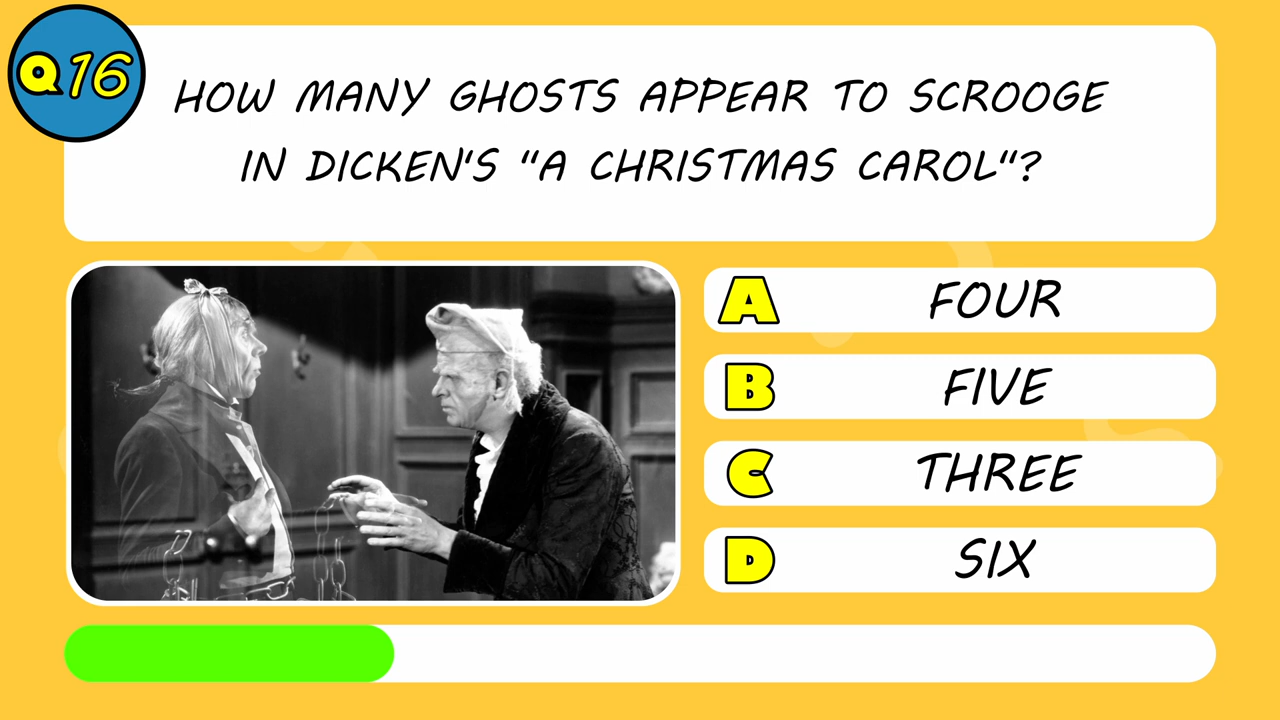 Q16
HOW MANY GHOSTS APPEAR TO SCROOGE
IN DICKEN'S "A CHRISTMAS CAROL"?
A FOUR
B FIVE
C THREE
D SIX